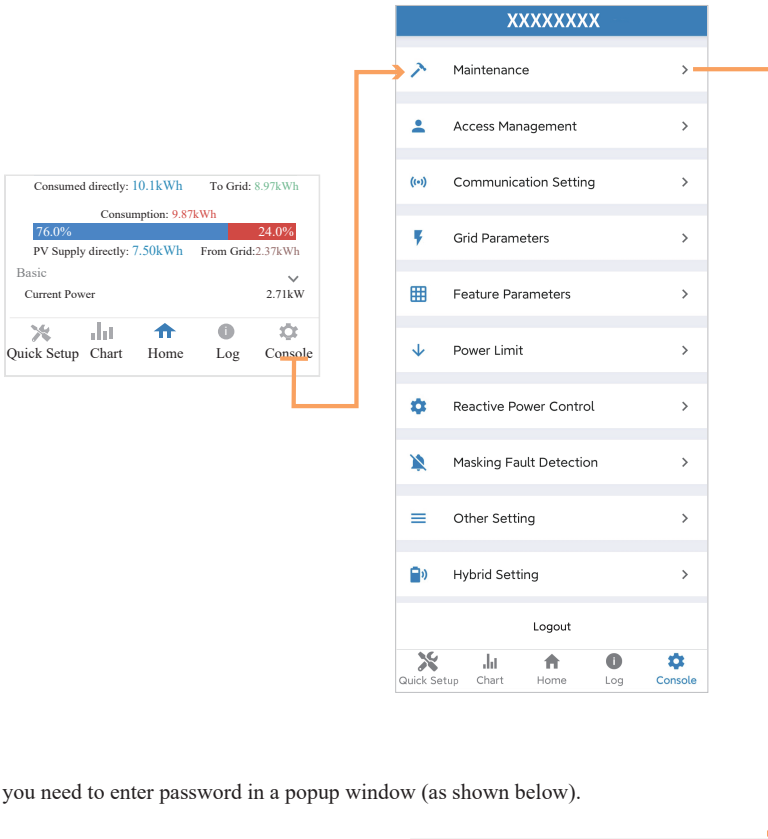 Consumed directly: 10.1kWh To Grid: 8.97kWh
Consumption: 9.87kWh
76.0% 24.0%
PV Supply directly: 7.50kWh From Grid:2.37kWh
Basic
Current Power 2.71kW
Quick Setup Chart Home Log Console
XXXXXXXX
Maintenance
Access Management
Communication Setting
Grid Parameters
Feature Parameters
Power Limit
Reactive Power Control
Masking Fault Detection
Other Setting
Hybrid Setting
Logout
Quick Setup Chart Home Log Console
you need to enter password in a popup window (as shown below).